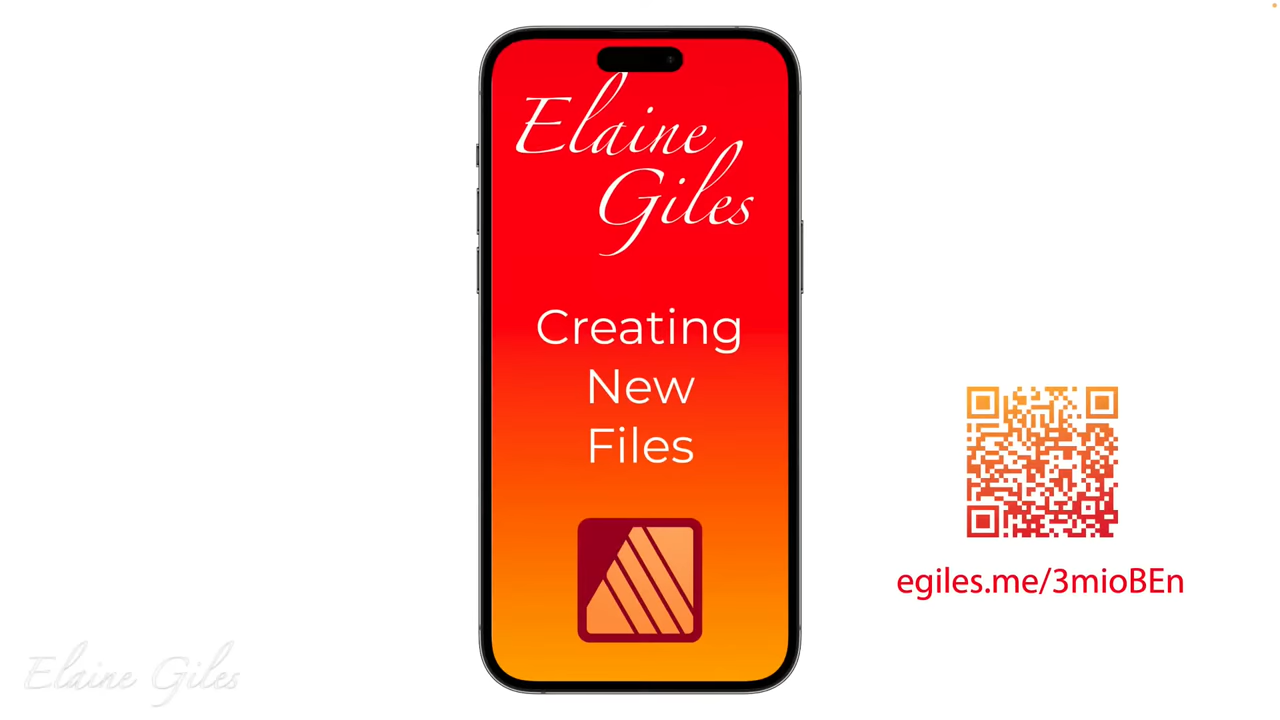 Elaine
Giles
Creating
New
Files
egiles.me/3mioBEn
Elaine Giles